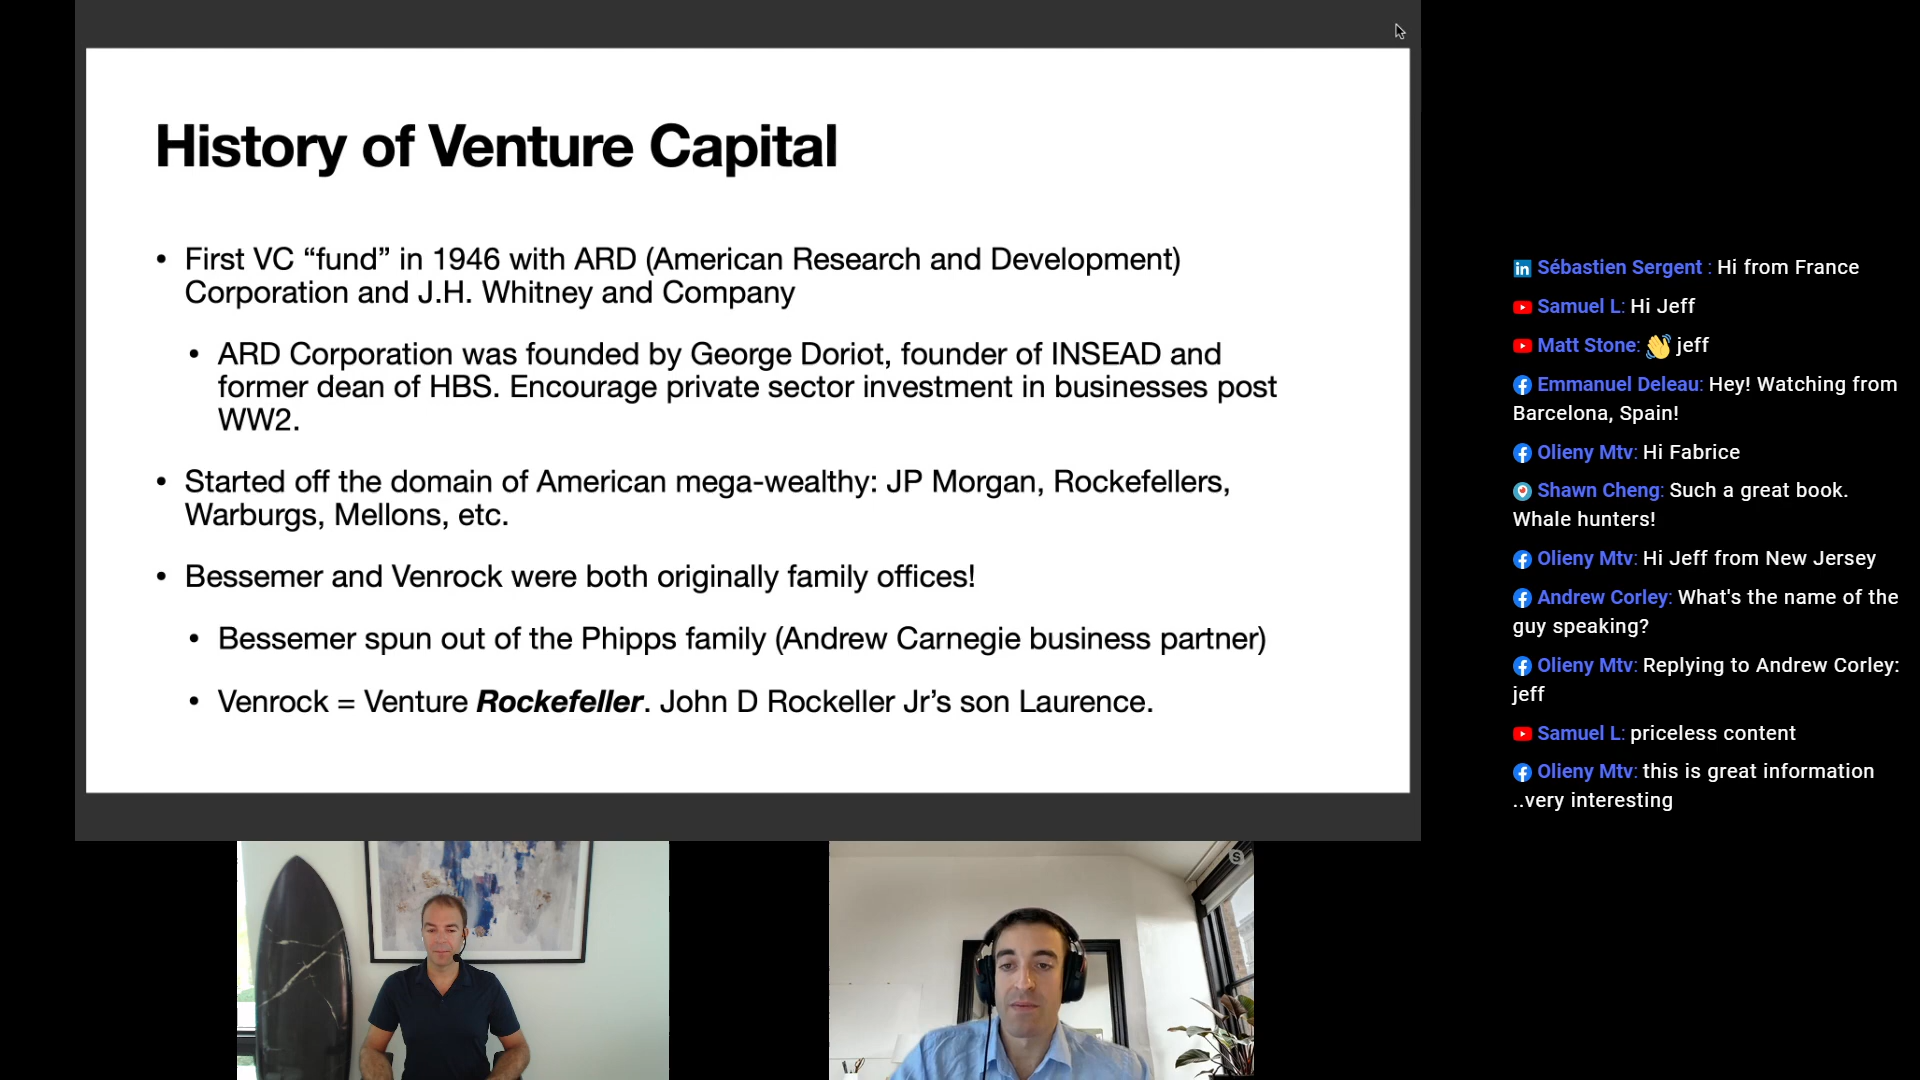 History of Venture Capital
• First VC “fund” in 1946 with ARD (American Research and Development)
Corporation and J.H. Whitney and Company
• ARD Corporation was founded by George Doriot, founder of INSEAD and
former dean of HBS. Encourage private sector investment in businesses post
WW2.
• Started off the domain of American mega-wealthy: JP Morgan, Rockefellers,
Warburgs, Mellons, etc.
• Bessemer and Venrock were both originally family offices!
• Bessemer spun out of the Phipps family (Andrew Carnegie business partner)
• Venrock = Venture Rockefeller. John D Rockeller Jr’s son Laurence.
in Sébastien Sergent : Hi from France
Samuel L: Hi Jeff
Matt Stone: 👋 jeff
Emmanuel Deleau: Hey! Watching from
Barcelona, Spain!
Olieny Mtv: Hi Fabrice
Shawn Cheng: Such a great book.
Whale hunters!
Olieny Mtv: Hi Jeff from New Jersey
Andrew Corley: What's the name of the
guy speaking?
Olieny Mtv: Replying to Andrew Corley:
jeff
Samuel L: priceless content
Olieny Mtv: this is great information
..very interesting
S